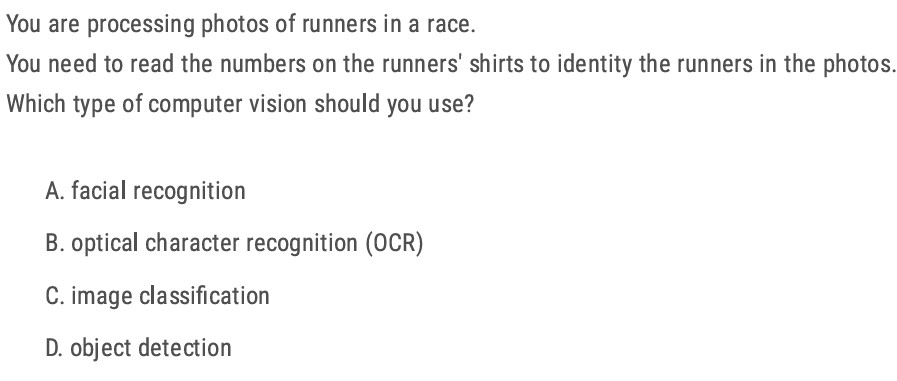 You are processing photos of runners in a race.
You need to read the numbers on the runners' shirts to identity the runners in the photos.
Which type of computer vision should you use?
A. facial recognition
B. optical character recognition (OCR)
C. image classification
D. object detection